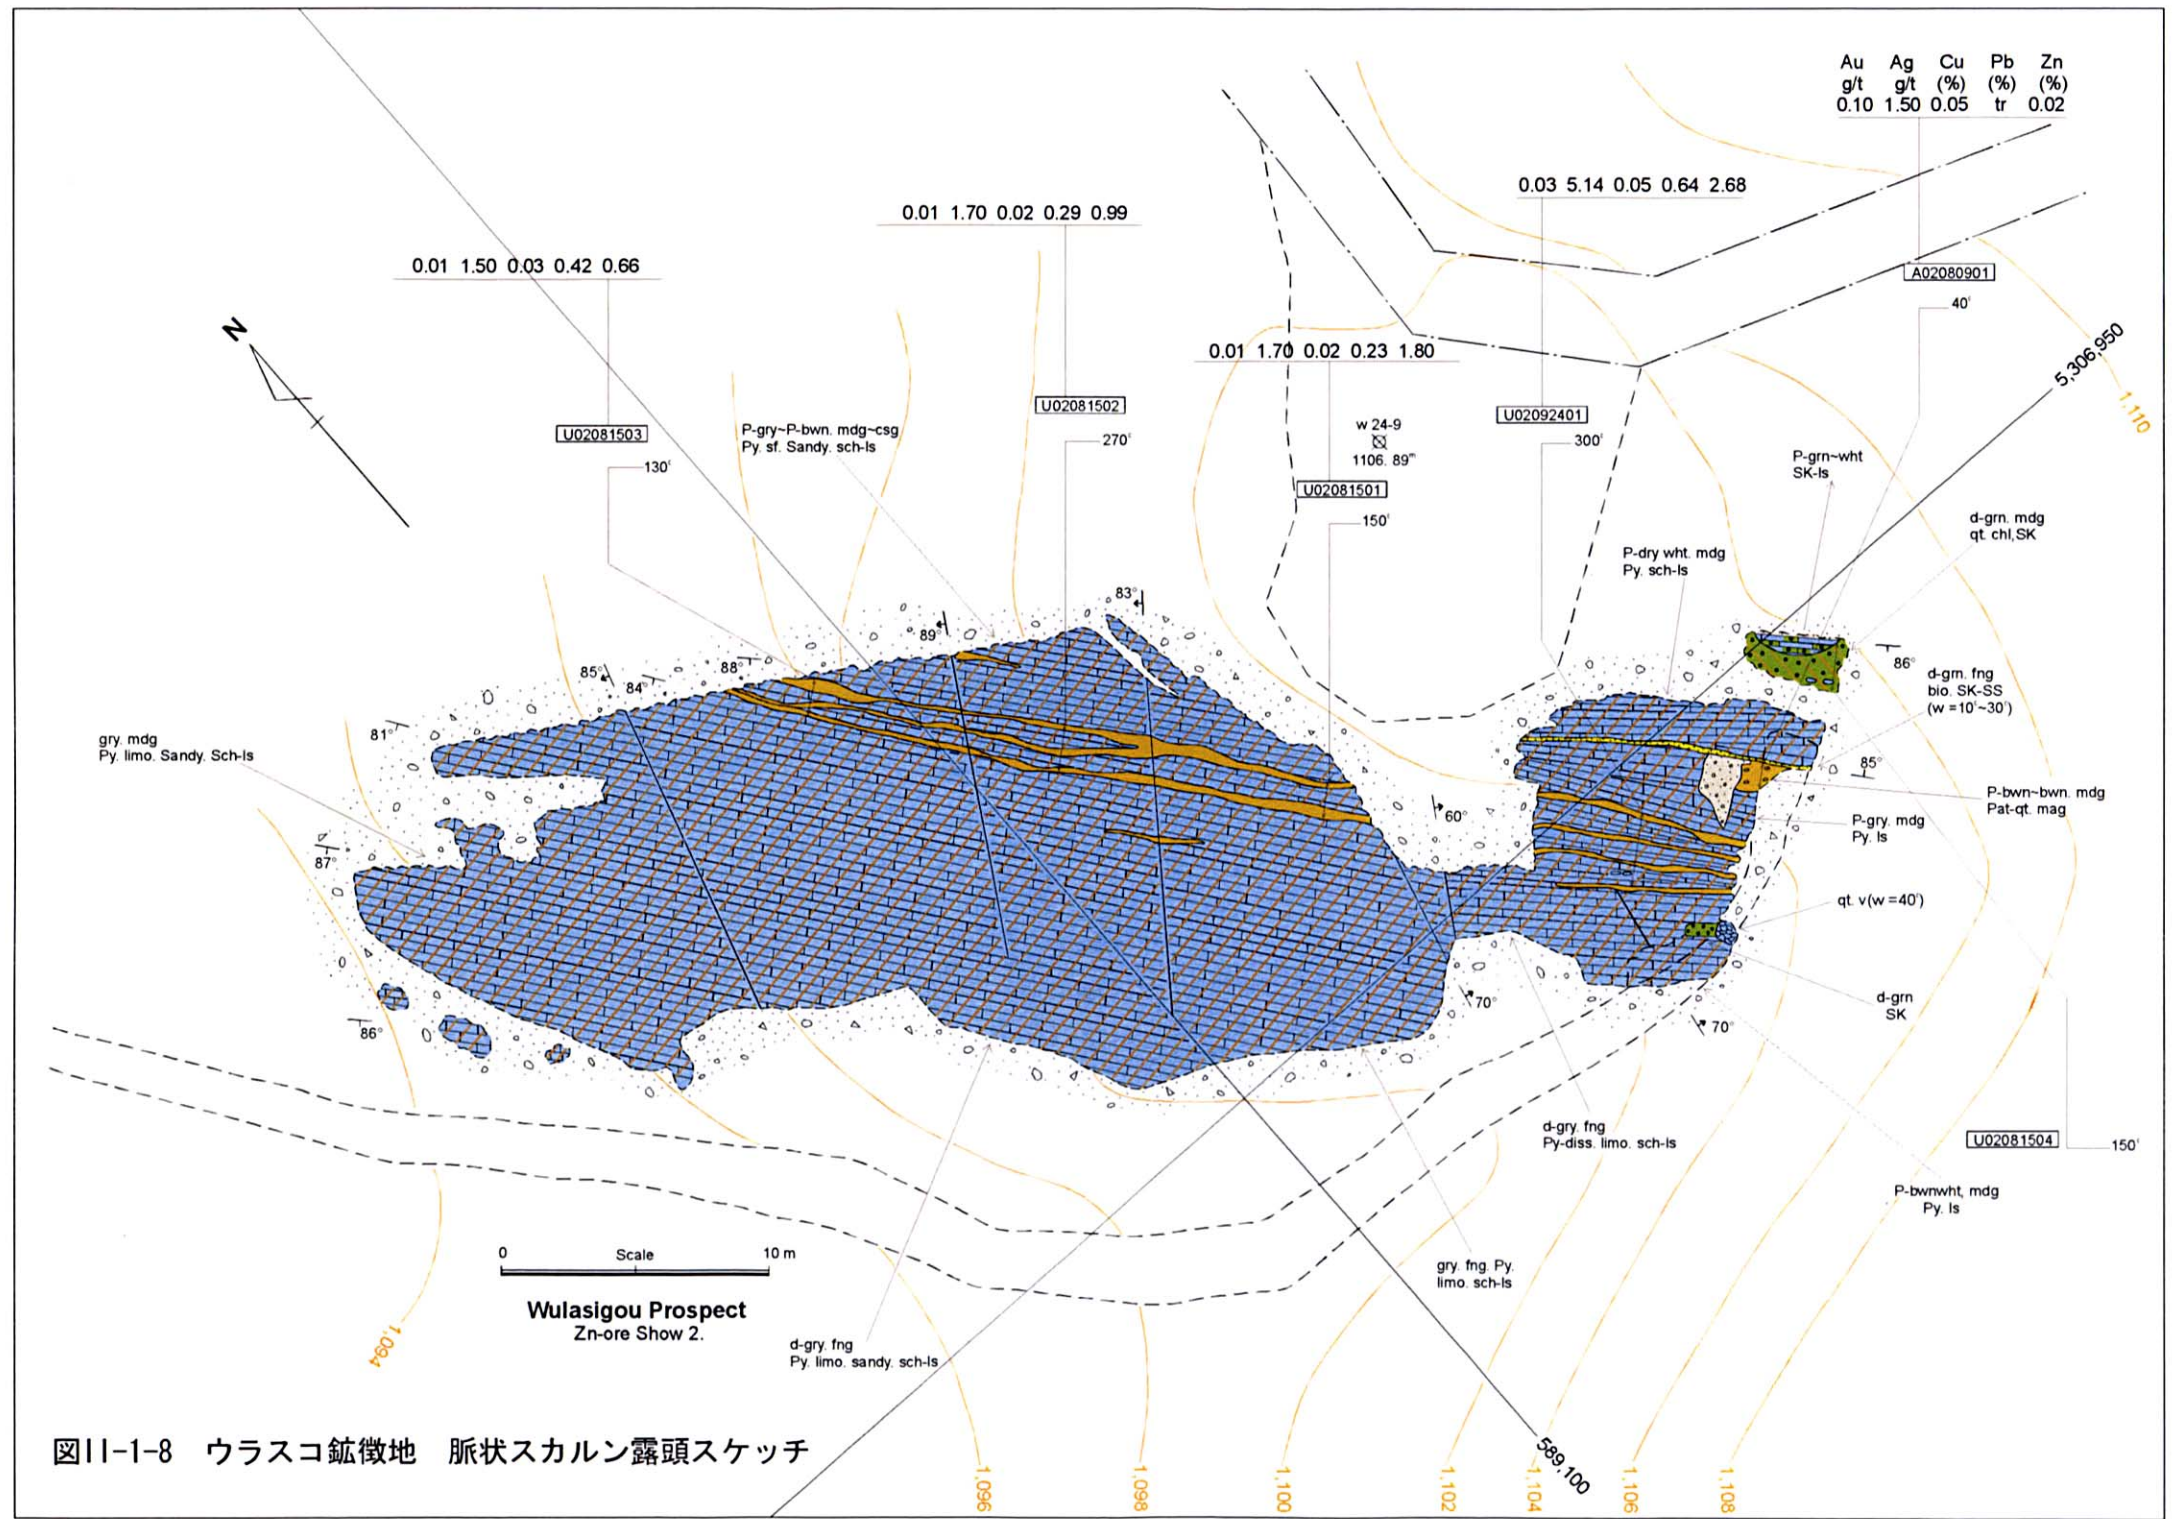 Au Ag Cu Pb Zn
g/t g/t (%) (%) (%)
0.10 1.50 0.05 tr 0.02
0.03 5.14 0.05 0.64 2.68
0.01 1.70 0.02 0.29 0.99
0.01 1.50 0.03 0.42 0.66
A02080901
40
5,306,950
N
0.01 1.70 0.02 0.23 1.80
1,110
U02081502
U02092401
U02081503
P-gry~P-bwn. mdg~csg
Py. sf. Sandy. sch-ls
270
w 24-9
1106. 89m
300
130
P-grn~wht
SK-ls
U02081501
150
d-grn. mdg
qt. chl,SK
P-dry wht. mdg
Py. sch-ls
83°
89°
86°
85°
84°
88°
d-grn. fng
bio. SK-SS
(w =10~30)
81°
gry. mdg
Py. limo. Sandy. Sch-ls
85°
P-bwn~bwn. mdg
Pat-qt. mag
60°
P-gry. mdg
Py. ls
87°
qt. v(w =40)
d-grn
SK
70°
86°
70°
d-gry. fng
Py-diss. limo. sch-ls
U02081504
150
P-bwnwht, mdg
Py. ls
0 Scale 10 m
gry. fng. Py.
limo. sch-ls
Wulasigou Prospect
Zn-ore Show 2.
d-gry. fng
Py. limo. sandy. sch-ls
1,094
図II-1-8 ウラスコ鉱徴地 脈状スカルン露頭スケッチ
589,100
1,096
1,098
1,100
1,102
1,104
1,106
1,108